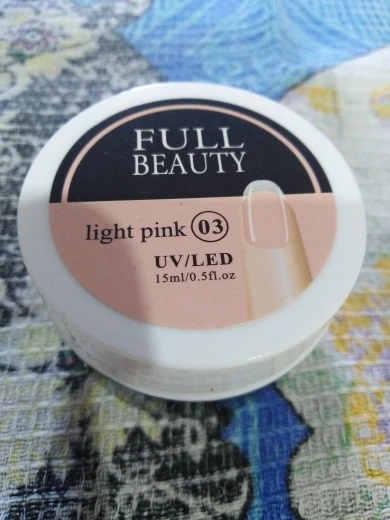 FULL
BEAUTY
light pink 03
UV/LED
15ml/0.5fl.oz